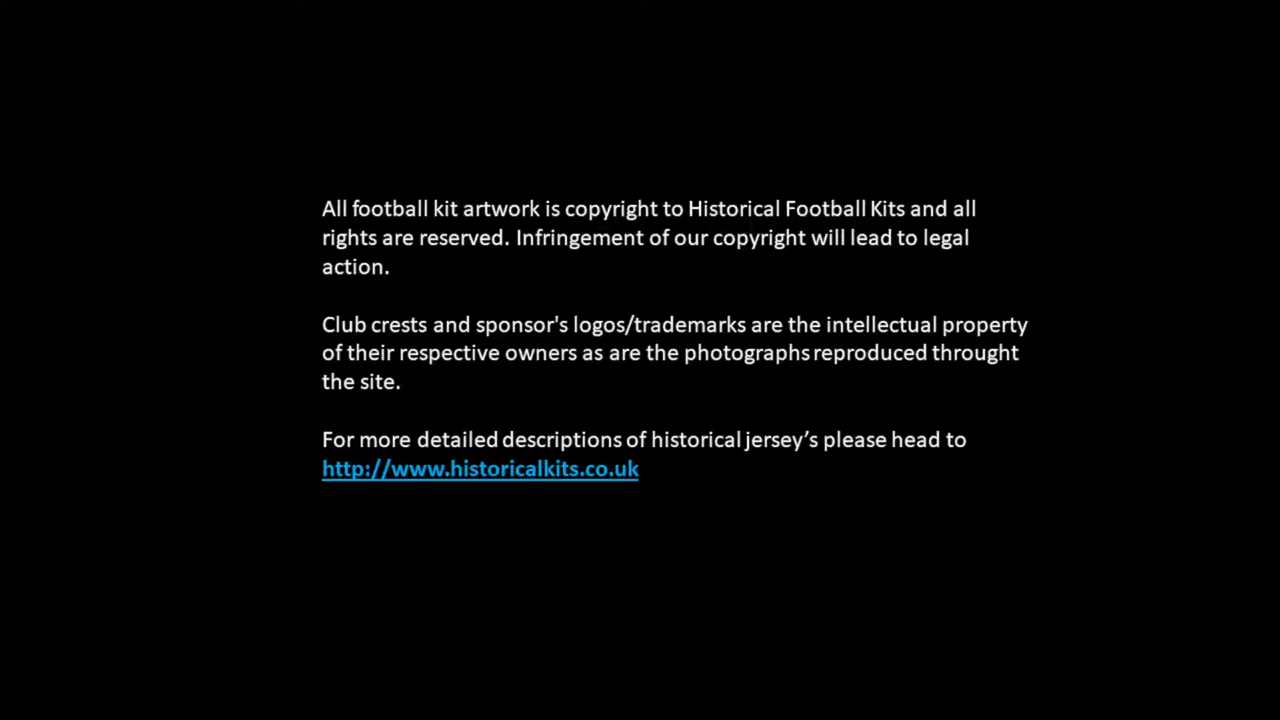 All football kit artwork is copyright to Historical Football Kits and all
rights are reserved. Infringement of our copyright will lead to legal
action.
Club crests and sponsor's logos/trademarks are the intellectual property
of their respective owners as are the photographs reproduced throught
the site.
For more detailed descriptions of historical jersey’s please head to
http://www.historicalkits.co.uk